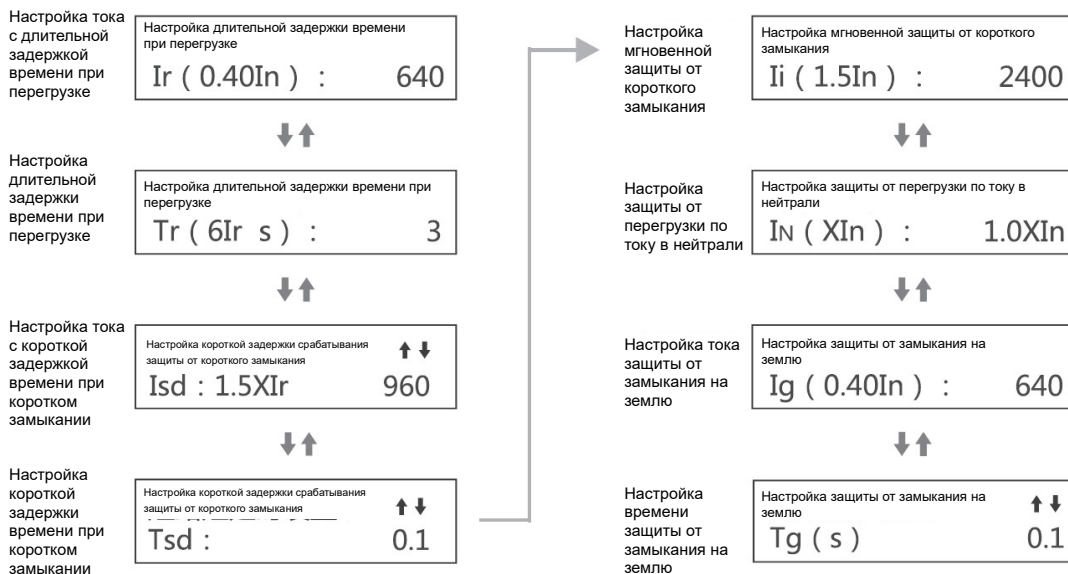 Настройка тока
с длительной
задержкой
времени при
перегрузке
Настройка длительной задержки времени
при перегрузке
Ir ( 0.40In ) : 640
Настройка
длительной
задержки
времени при
перегрузке
Настройка длительной задержки времени при
перегрузке
Tr ( 6Ir s ) : 3
Настройка тока
с короткой
задержкой
времени при
коротком
замыкании
Настройка короткой задержки срабатывания
защиты от короткого замыкания
Isd : 1.5XIr 960
Настройка
короткой
задержки
времени при
коротком
замыкании
Настройка короткой задержки срабатывания
защиты от короткого замыкания
Tsd : 0.1
Настройка
мгновенной
защиты от
короткого
замыкания
Настройка мгновенной защиты от короткого
замыкания
Ii ( 1.5In ) : 2400
Настройка
защиты от
перегрузки по
току в нейтрали
Настройка защиты от перегрузки по току в
нейтрали
IN ( XIn ) : 1.0XIn
Настройка тока
защиты от
замыкания на
землю
Настройка защиты от замыкания на
землю
Ig ( 0.40In ) : 640
Настройка
времени
защиты от
замыкания на
землю
Настройка защиты от замыкания на
землю
Tg ( s ) 0.1